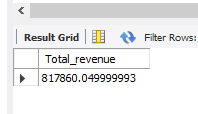 Result Grid Filter Rows:
Total_revenue
817860.049999993